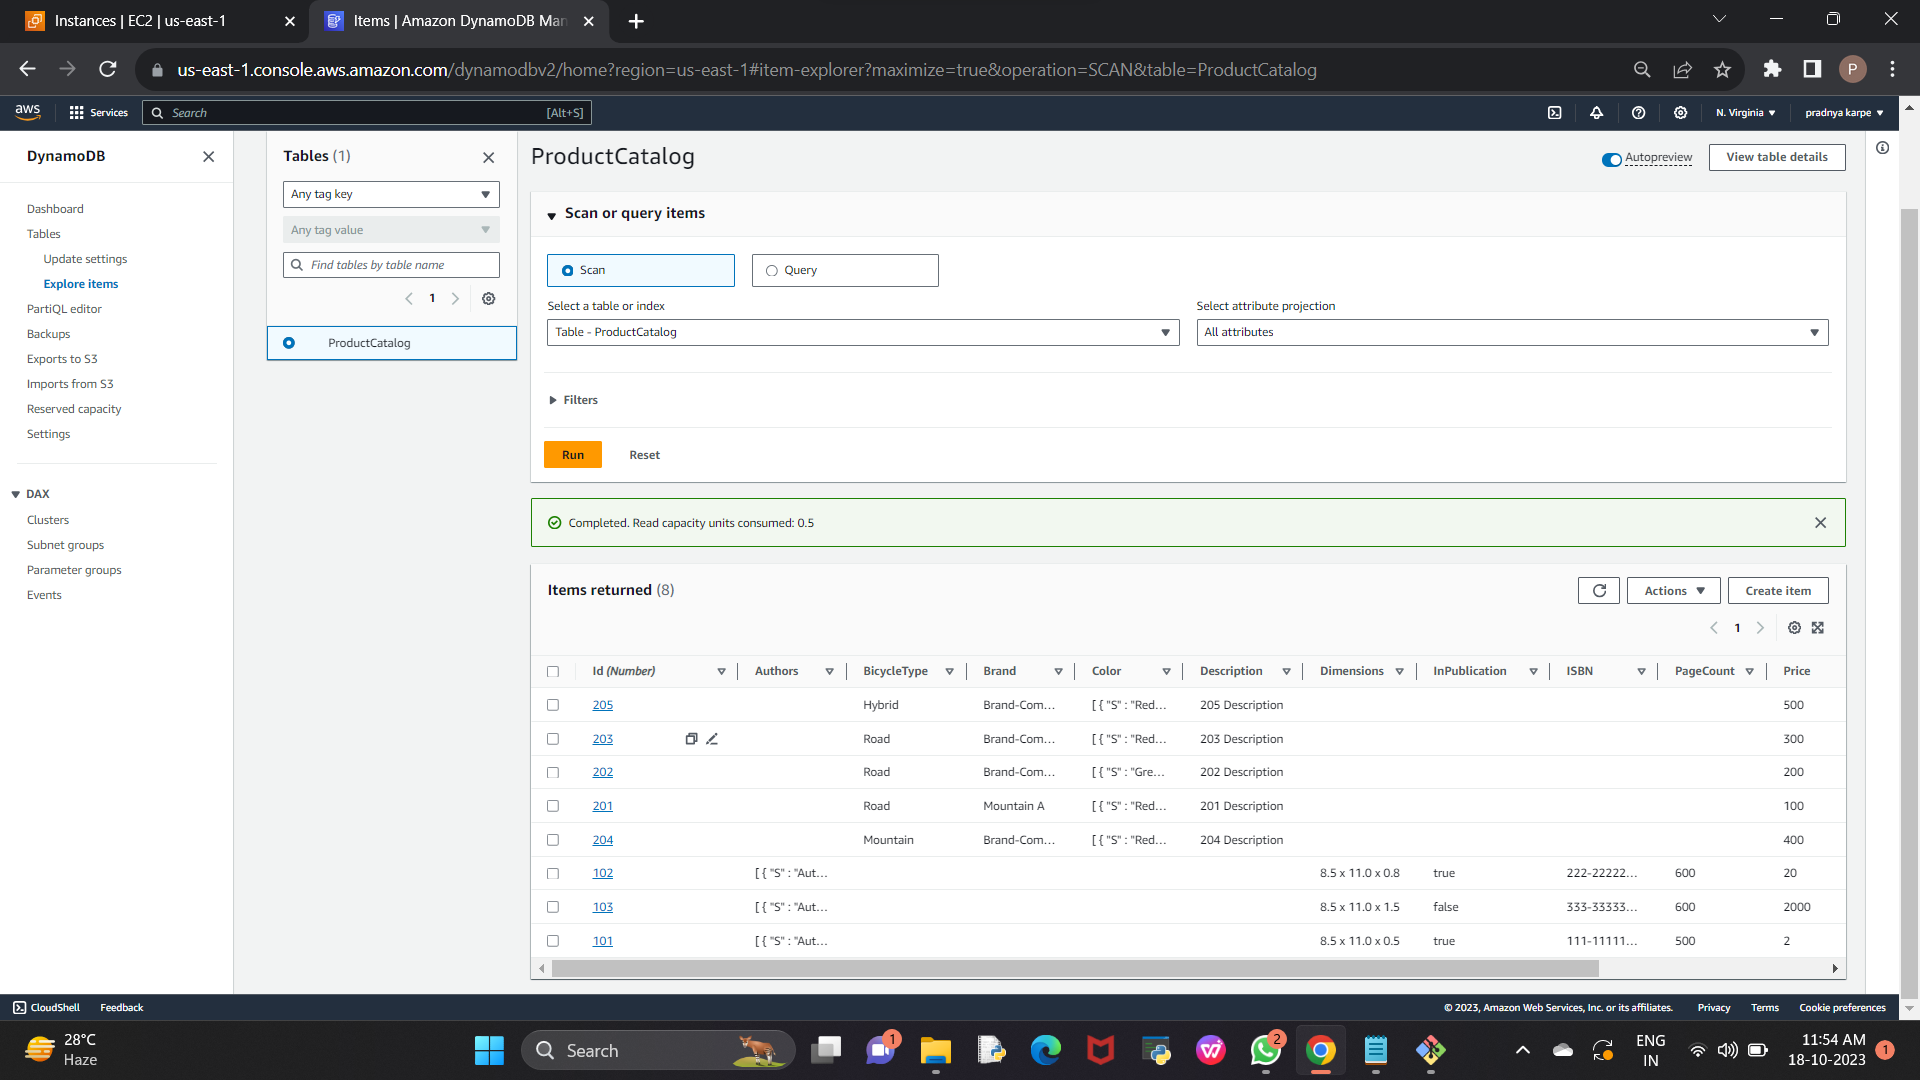 Instances | EC2 | us-east-1
Items | Amazon DynamoDB Man
us-east-1.console.aws.amazon.com/dynamodbv2/home?region=us-east-1#item-explorer?maximize=true&operation=SCAN&table=ProductCatalog
P
aws
Services
Search
[Alt+S]
N. Virginia
pradnya karpe
DynamoDB
Dashboard
Tables
Update settings
Explore items
PartiQL editor
Backups
Exports to S3
Imports from S3
Reserved capacity
Settings
DAX
Clusters
Subnet groups
Parameter groups
Events
Tables (1)
Any tag key
Any tag value
Find tables by table name
1
ProductCatalog
ProductCatalog
Autopreview
View table details
Scan or query items
Scan
Query
Select a table or index
Select attribute projection
Table - ProductCatalog
All attributes
Filters
Run
Reset
Completed. Read capacity units consumed: 0.5
Items returned (8)
Actions
Create item
1
Id (Number) Authors BicycleType Brand Color Description Dimensions InPublication ISBN PageCount Price
205 Hybrid Brand-Com... [ { "S" : "Red... 205 Description 500
203 Road Brand-Com... [ { "S" : "Red... 203 Description 300
202 Road Brand-Com... [ { "S" : "Gre... 202 Description 200
201 Road Mountain A [ { "S" : "Red... 201 Description 100
204 Mountain Brand-Com... [ { "S" : "Red... 204 Description 400
102 [ { "S" : "Aut... 8.5 x 11.0 x 0.8 true 222-22222... 600 20
103 [ { "S" : "Aut... 8.5 x 11.0 x 1.5 false 333-33333... 600 2000
101 [ { "S" : "Aut... 8.5 x 11.0 x 0.5 true 111-11111... 500 2
CloudShell
Feedback
© 2023, Amazon Web Services, Inc. or its affiliates.
Privacy
Terms
Cookie preferences
28°C
Haze
Search
1
2
ENG
IN
11:54 AM
18-10-2023
1